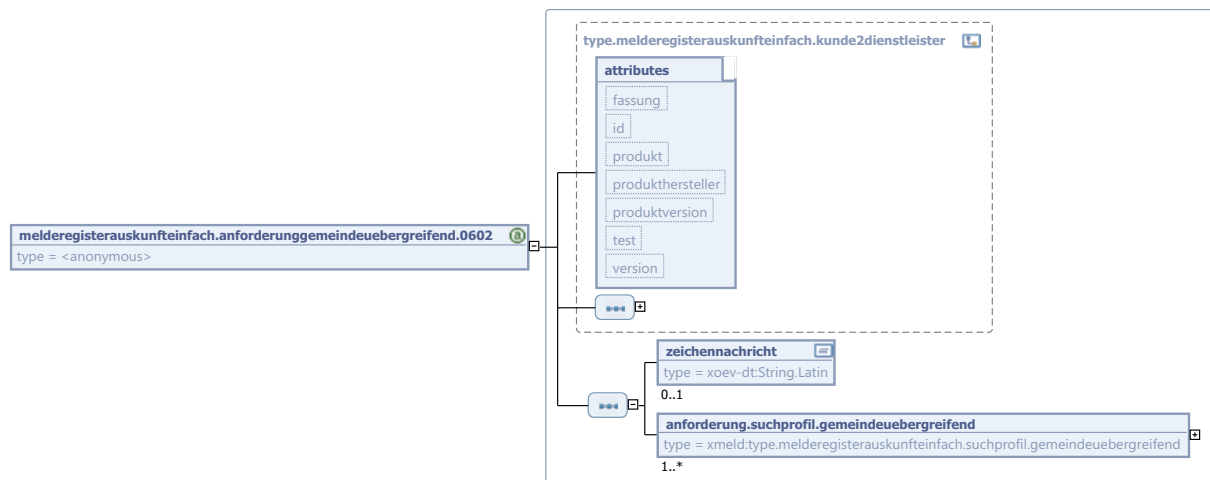 type.melderegisterauskunfteinfach.kunde2dienstleister
attributes
fassung
id
produkt
produkthersteller
produktversion
test
version
melderegisterauskunfteinfach.anforderunggemeindeuebergreifend.0602
type = <anonymous>
zeichennachricht
type = xoev-dt:String.Latin
0..1
anforderung.suchprofil.gemeindeuebergreifend
type = xmeld:type.melderegisterauskunfteinfach.suchprofil.gemeindeuebergreifend
1..*